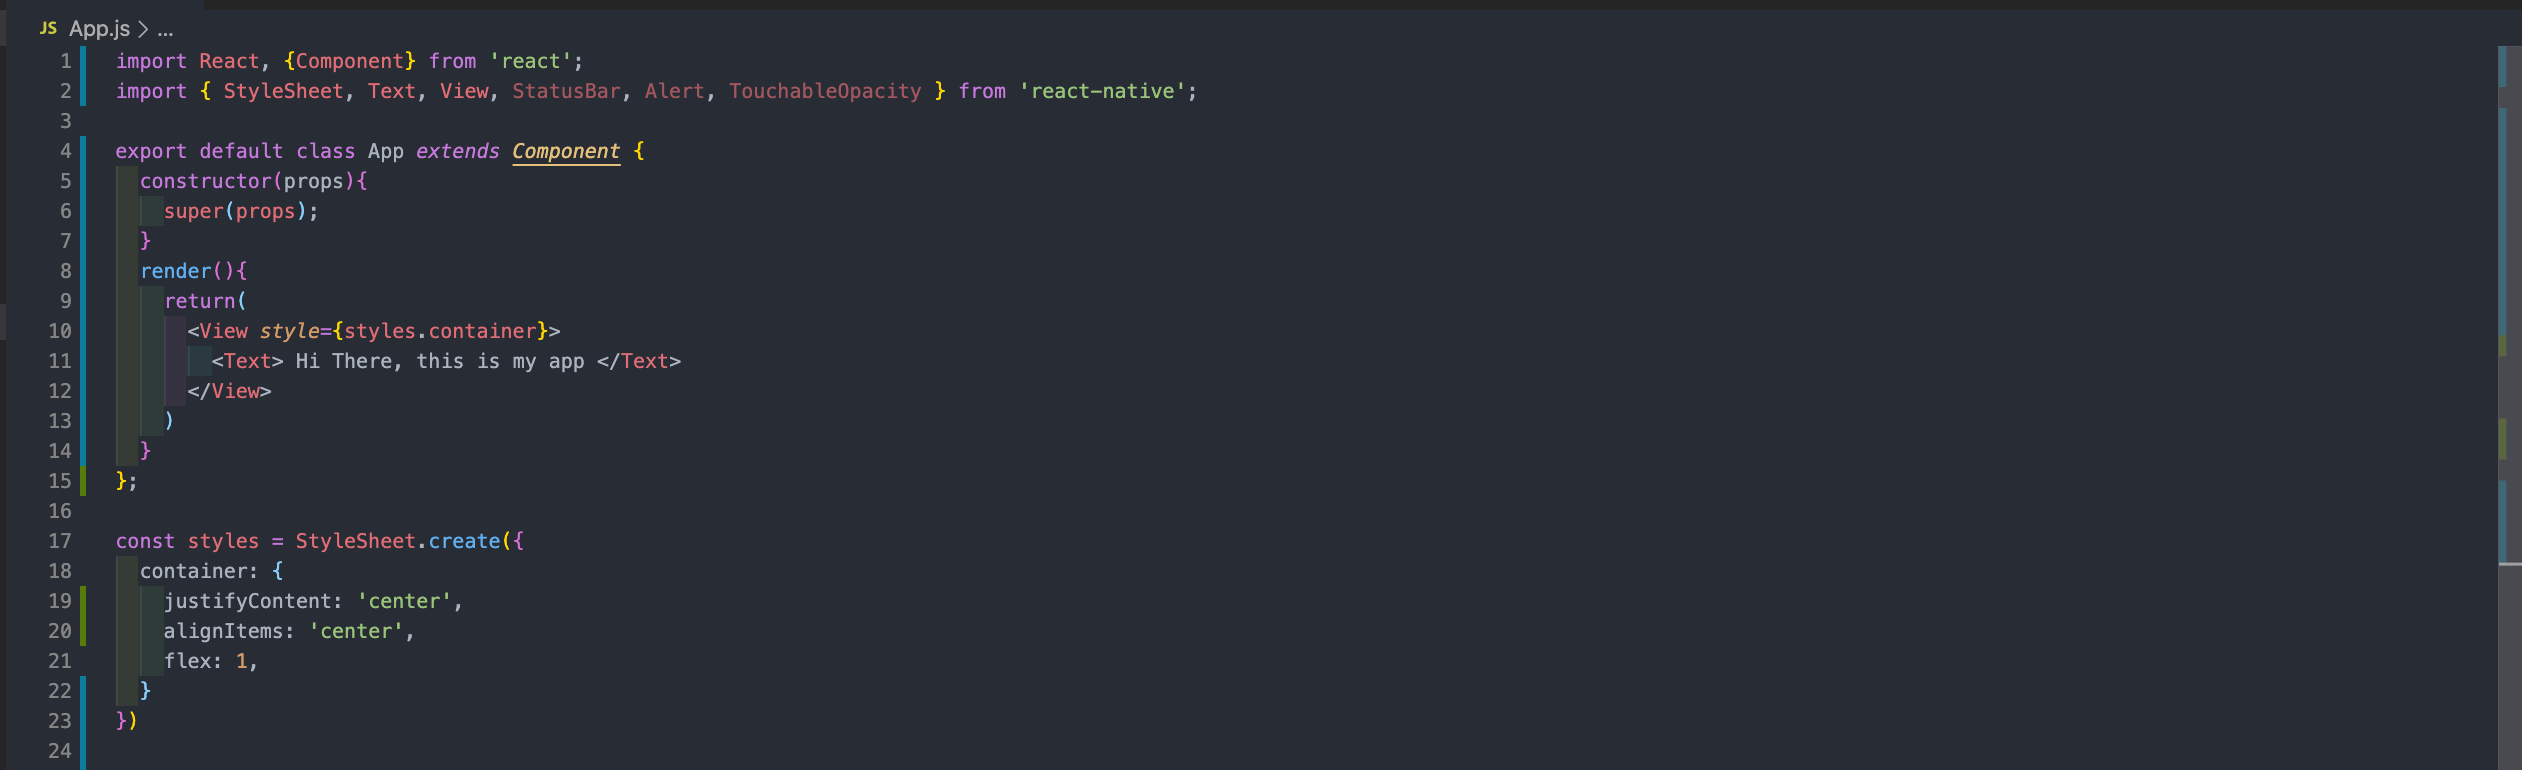 JS App.js > ...
1 import React, {Component} from 'react';
2 import { StyleSheet, Text, View, StatusBar, Alert, TouchableOpacity } from 'react-native';
3
4 export default class App extends Component {
5   constructor(props){
6     super(props);
7   }
8   render(){
9     return(
10       <View style={styles.container}>
11         <Text> Hi There, this is my app </Text>
12       </View>
13     )
14   }
15 };
16
17 const styles = StyleSheet.create({
18   container: {
19     justifyContent: 'center',
20     alignItems: 'center',
21     flex: 1,
22   }
23 })
24